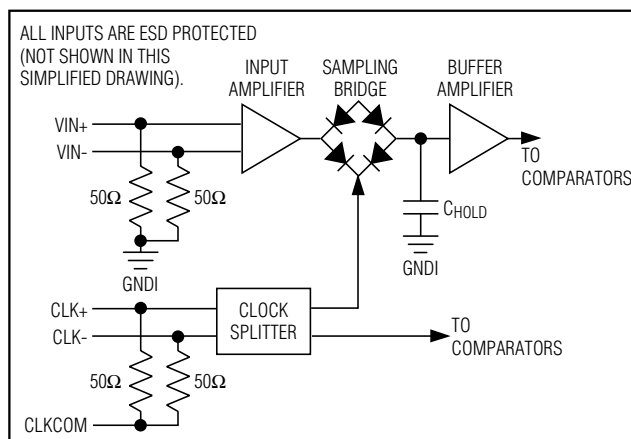 ALL INPUTS ARE ESD PROTECTED
(NOT SHOWN IN THIS
SIMPLIFIED DRAWING).
INPUT
AMPLIFIER
SAMPLING
BRIDGE
BUFFER
AMPLIFIER
VIN+
VIN-
TO
COMPARATORS
50Ω
50Ω
CHOLD
GNDI
GNDI
CLK+
CLK-
CLOCK
SPLITTER
TO
COMPARATORS
50Ω
50Ω
CLKCOM